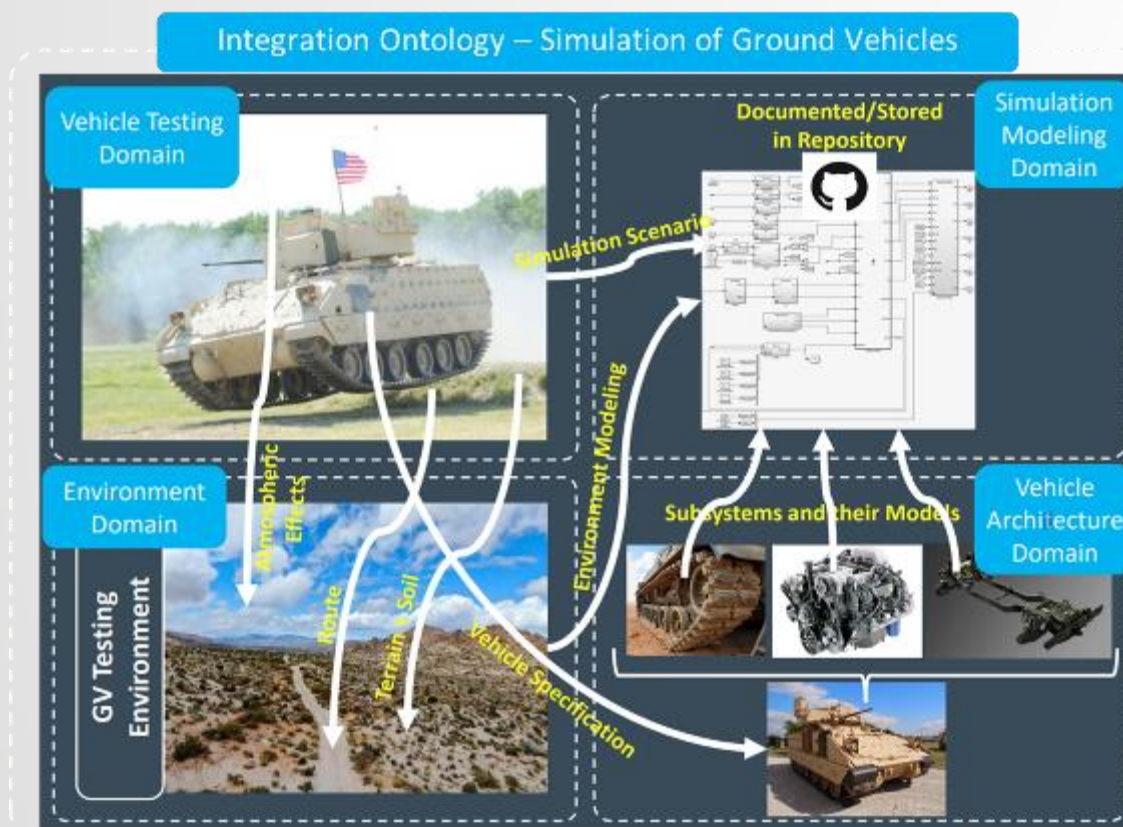 Integration Ontology – Simulation of Ground Vehicles
Vehicle Testing
Domain
Documented/Stored
in Repository
Simulation
Modeling
Domain
Simulation Scenario
Environment Modeling
Atmospheric
Effects
Environment
Domain
GV Testing
Environment
Route
Terrain + Soil
Vehicle Specification
Subsystems and their Models
Vehicle
Architecture
Domain